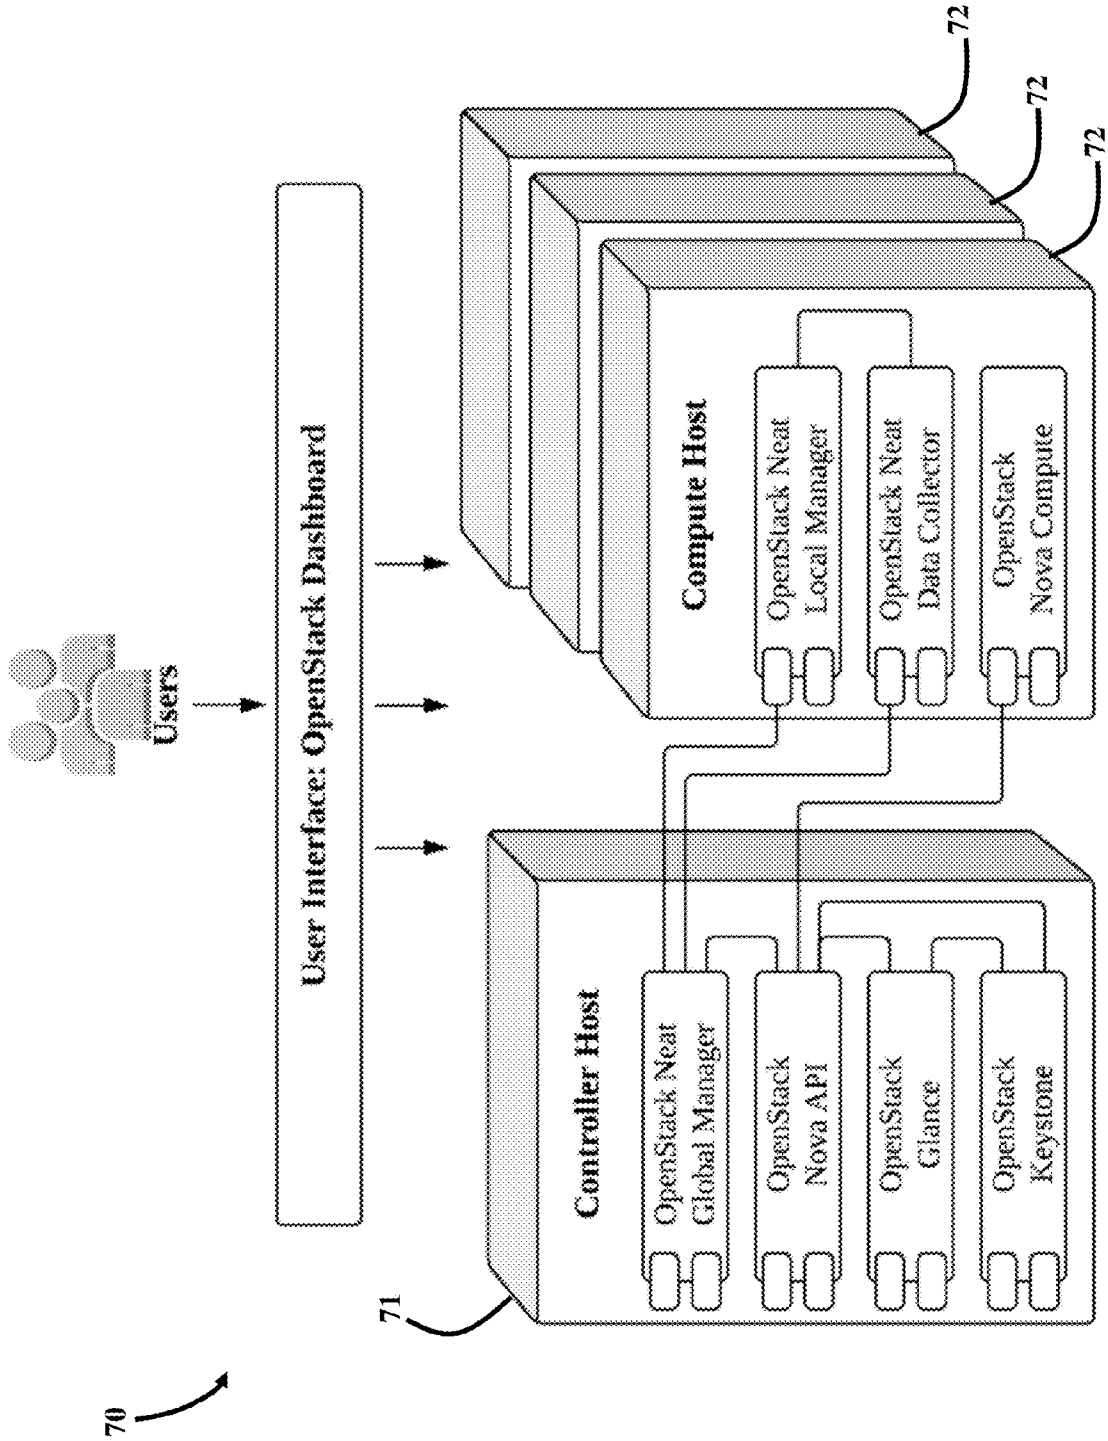 70
Users
User Interface: OpenStack Dashboard
71
Controller Host
OpenStack Neat
Global Manager
OpenStack
Nova API
OpenStack
Glance
OpenStack
Keystone
Compute Host
OpenStack Neat
Local Manager
OpenStack Neat
Data Collector
OpenStack
Nova Compute
72
72
72